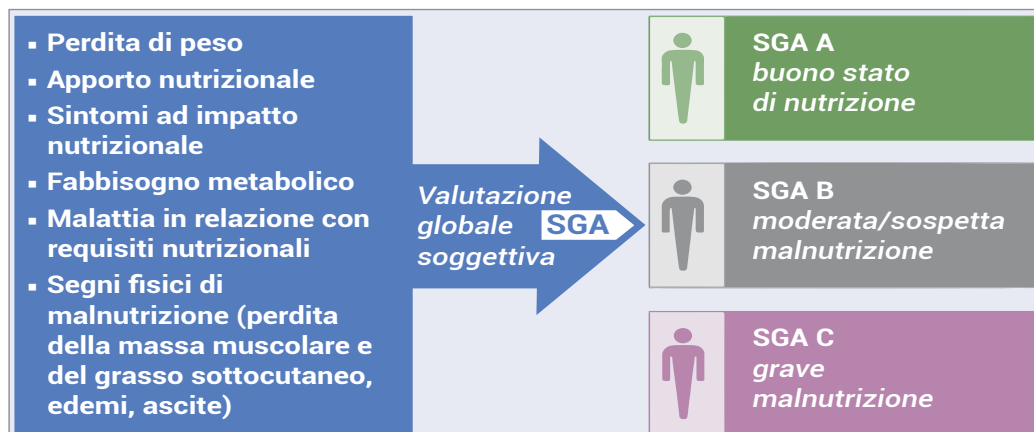 ▪ Perdita di peso
▪ Apporto nutrizionale
▪ Sintomi ad impatto
nutrizionale
▪ Fabbisogno metabolico
▪ Malattia in relazione con
requisiti nutrizionali
▪ Segni fisici di
malnutrizione (perdita
della massa muscolare e
del grasso sottocutaneo,
edemi, ascite)
Valutazione
globale
soggettiva
SGA
SGA A
buono stato
di nutrizione
SGA B
moderata/sospetta
malnutrizione
SGA C
grave
malnutrizione